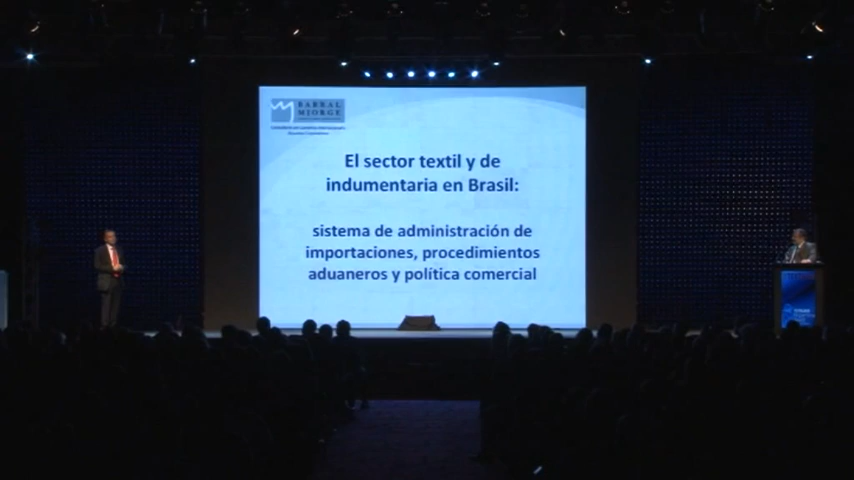 BARRAL
MJORGE
El sector textil y de
indumentaria en Brasil:
sistema de administración de
importaciones, procedimientos
aduaneros y política comercial